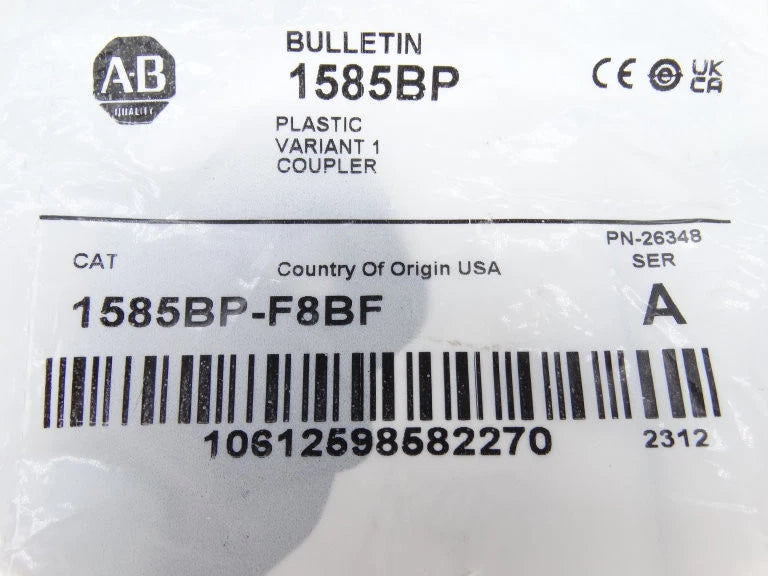 A-B
QUALITY
BULLETIN
1585BP
PLASTIC
VARIANT 1
COUPLER
CE
UK
CA
CAT
Country Of Origin USA
PN-26348
SER
1585BP-F8BF
A
10612598582270
2312